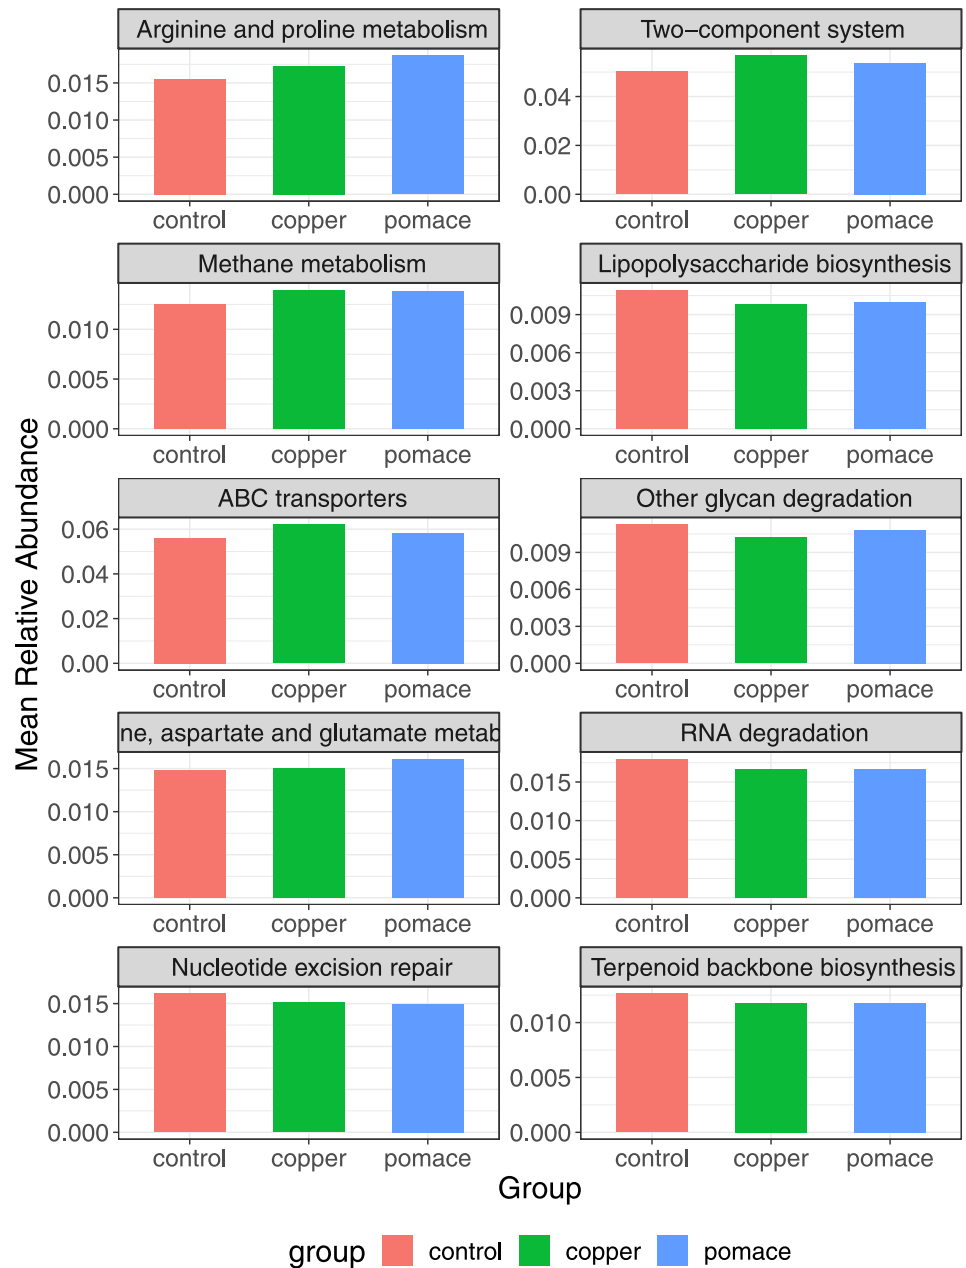 Mean Relative Abundance
Arginine and proline metabolism
0.015
0.010
0.005
0.000
control copper pomace
Two−component system
0.04
0.02
0.00
control copper pomace
Methane metabolism
0.010
0.005
0.000
control copper pomace
Lipopolysaccharide biosynthesis
0.009
0.006
0.003
0.000
control copper pomace
ABC transporters
0.06
0.04
0.02
0.00
control copper pomace
Other glycan degradation
0.009
0.006
0.003
0.000
control copper pomace
ne, aspartate and glutamate metab
0.015
0.010
0.005
0.000
control copper pomace
RNA degradation
0.015
0.010
0.005
0.000
control copper pomace
Nucleotide excision repair
0.015
0.010
0.005
0.000
control copper pomace
Terpenoid backbone biosynthesis
0.010
0.005
0.000
control copper pomace
Group
group control copper pomace